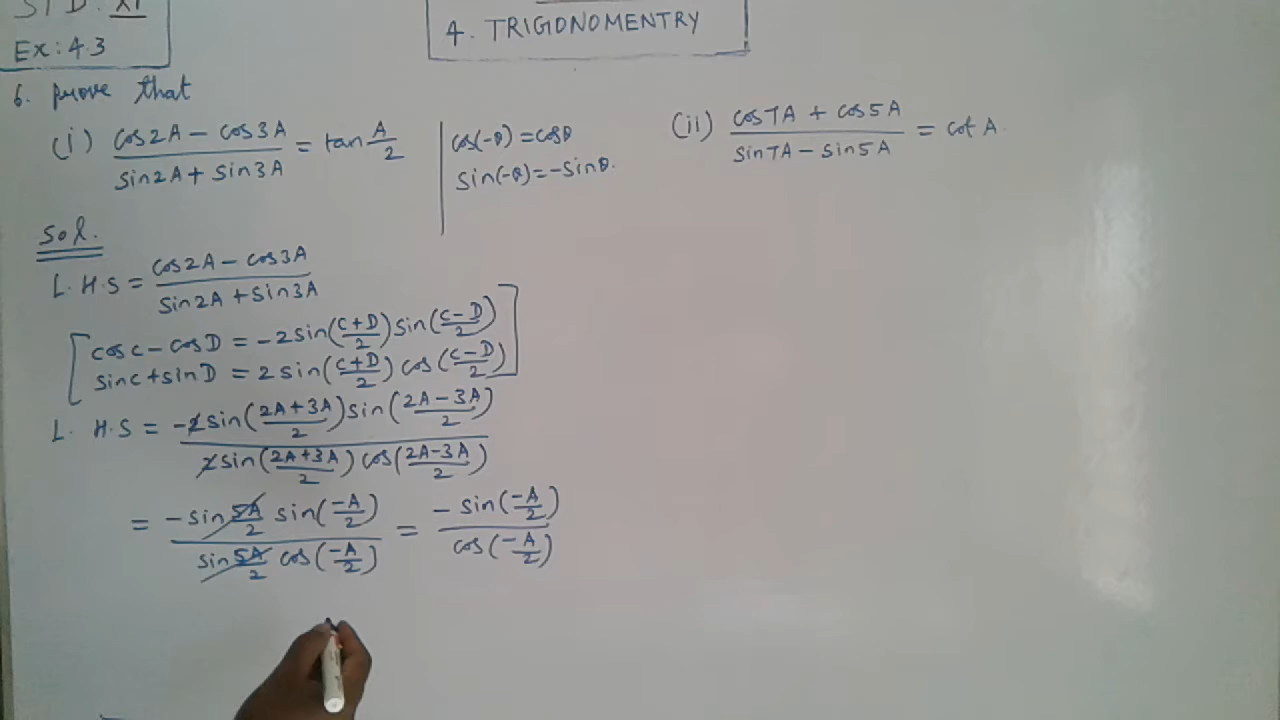 STD: XI
Ex: 4.3
4. TRIGONOMENTRY
6. prove that
(i) cos2A - cos3A / sin2A + sin3A = tan A/2
cos(-θ) = cosθ
sin(-θ) = -sinθ.
(ii) cos7A + cos5A / sin7A - sin5A = cot A.
Sol.
L.H.S = cos2A - cos3A / sin2A + sin3A
[cosC - cosD = -2sin(C+D/2) sin(C-D/2)
sinC + sinD = 2sin(C+D/2) cos(C-D/2)]
L.H.S = -2sin(2A+3A/2) sin(2A-3A/2) / 2sin(2A+3A/2) cos(2A-3A/2)
= -sin 5A/2 sin(-A/2) / sin 5A/2 cos(-A/2) = -sin(-A/2) / cos(-A/2)